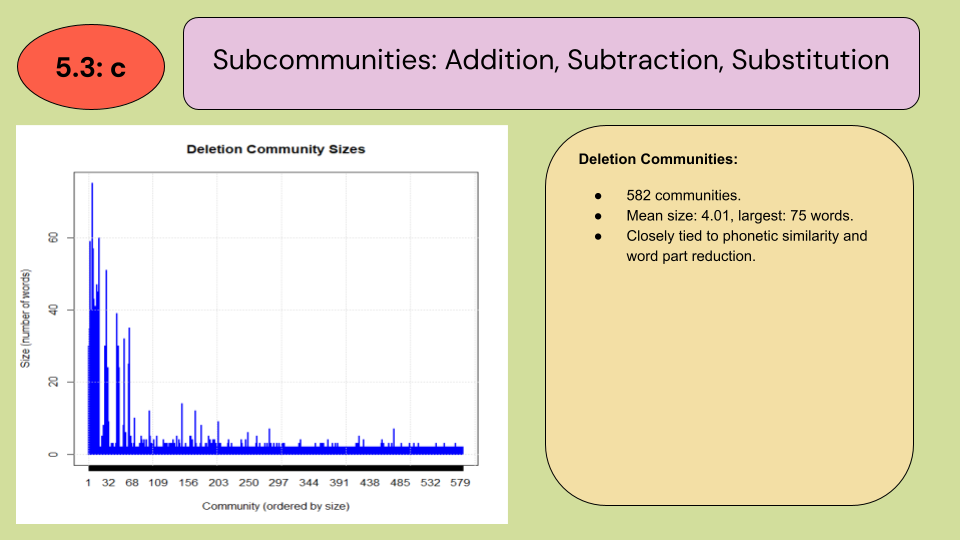 5.3: c
Subcommunities: Addition, Subtraction, Substitution
Deletion Community Sizes
Size (number of words)
60
40
20
0
1 32 68 109 156 203 250 297 344 391 438 485 532 579
Community (ordered by size)
Deletion Communities:
● 582 communities.
● Mean size: 4.01, largest: 75 words.
● Closely tied to phonetic similarity and
word part reduction.